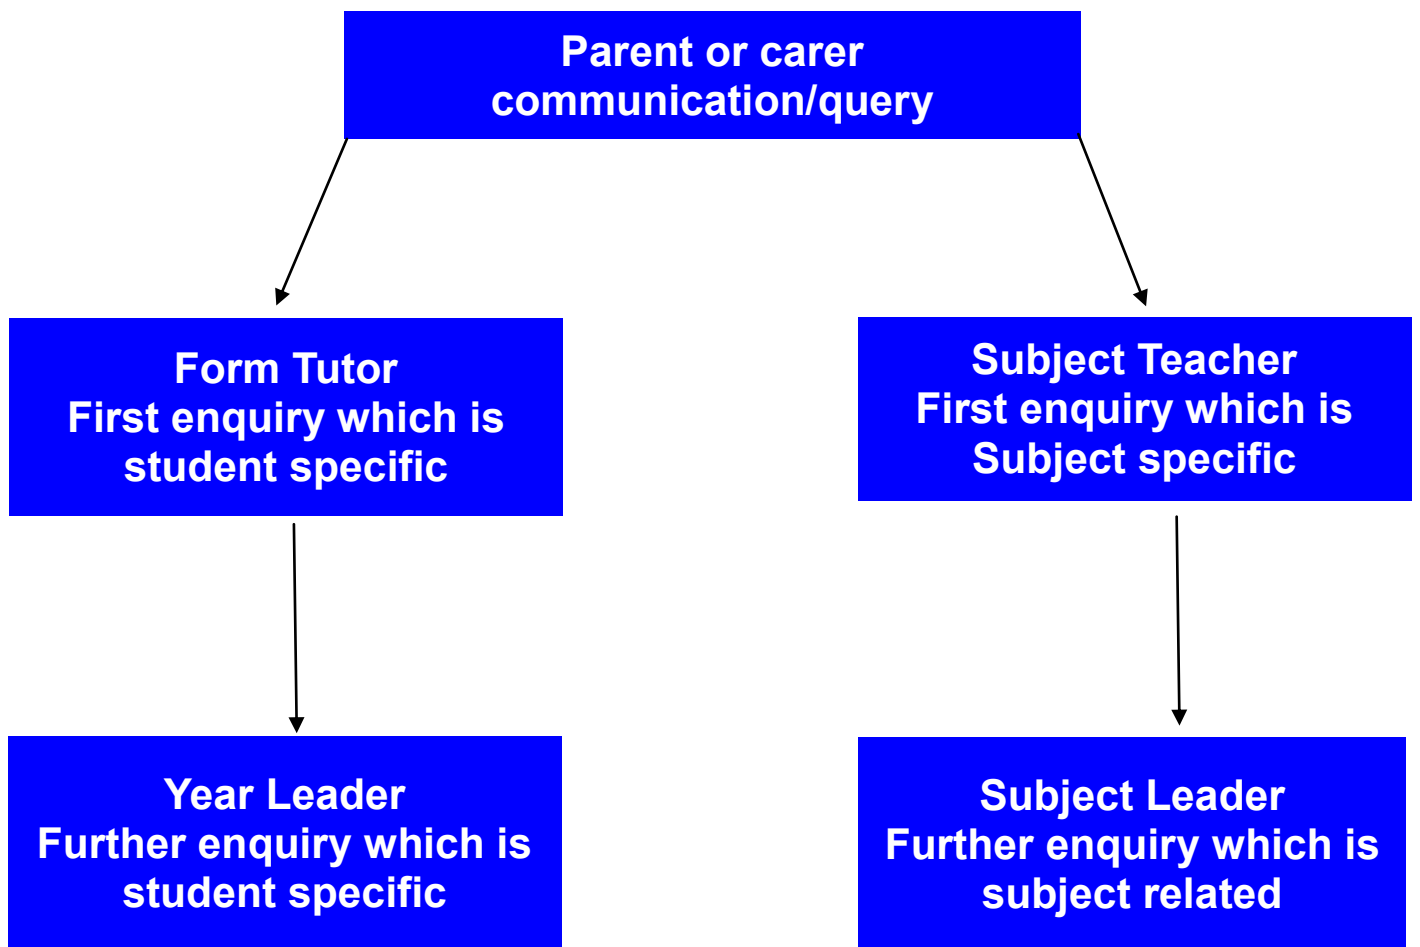 Parent or carer
communication/query
Form Tutor
First enquiry which is
student specific
Subject Teacher
First enquiry which is
Subject specific
Year Leader
Further enquiry which is
student specific
Subject Leader
Further enquiry which is
subject related